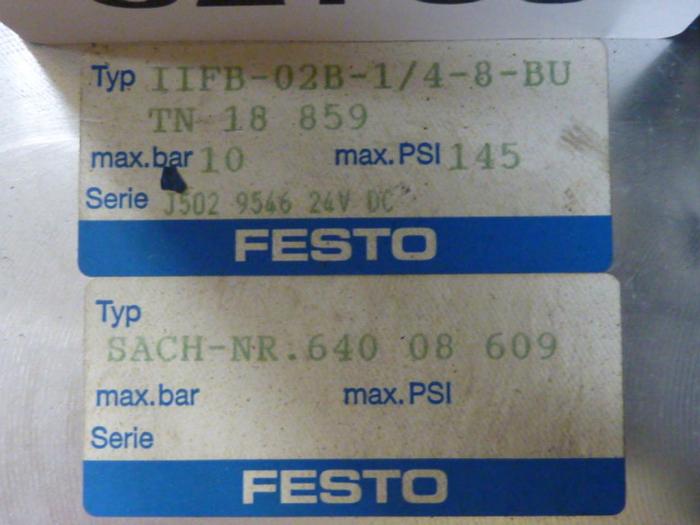 Typ IIFB-02B-1/4-8-BU
TN 18 859
max.bar 10 max.PSI 145
Serie J502 9546 24V DC
FESTO
Typ
SACH-NR.640 08 609
max.bar max.PSI
Serie
FESTO